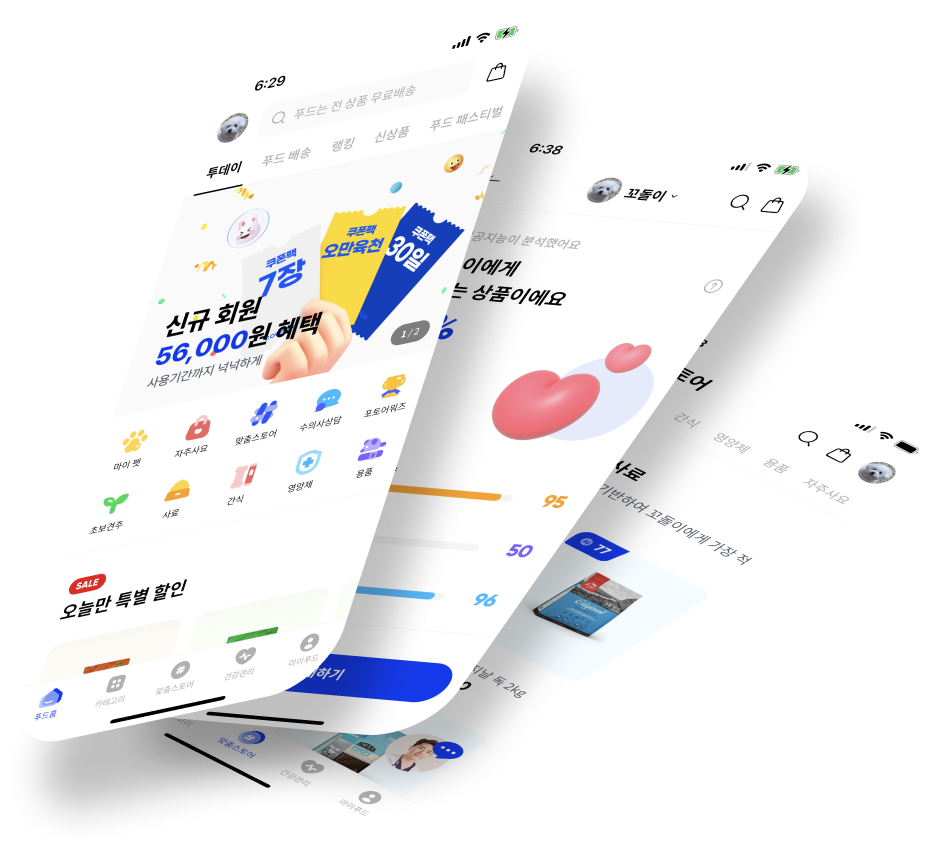 6:29
푸드는 전 상품 무료배송
투데이
푸드 배송
랭킹
신상품
푸드 패스티벌
쿠폰팩
7장
쿠폰팩
오만육천
쿠폰팩
30일
신규 회원
56,000원 혜택
사용기간까지 넉넉하게
1/2
마이 펫
자주사요
맞춤스토어
수의사상담
포토어워즈
초보견주
사료
간식
영양제
용품
SALE
오늘만 특별 할인
푸드홈
카테고리
맞춤스토어
건강관리
마이푸드
6:38
꼬돌이
공지능이 분석했어요
이에게
는 상품이에요
?
%
95
50
96
하기
토어
간식
영양제
용품
자주사요
사료
기반하여 꼬돌이에게 가장 적
77
지날 독 2kg
맞춤스토어
건강관리
마이푸드